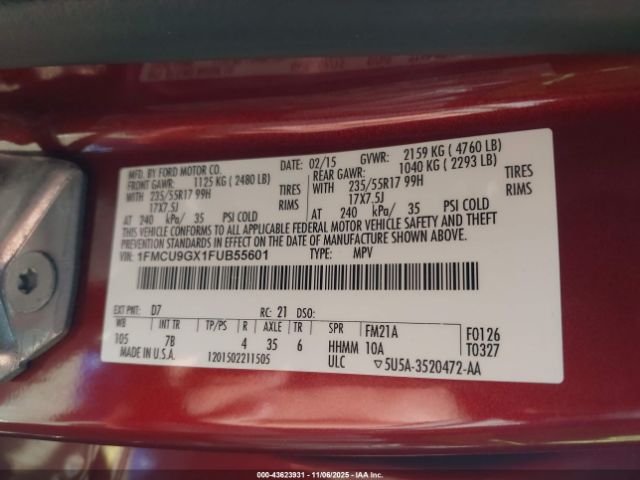 MFD. BY FORD MOTOR CO. DATE: 02/15 GVWR: 2159 KG ( 4760 LB)
FRONT GAWR: 1125 KG ( 2480 LB) REAR GAWR: 1040 KG ( 2293 LB)
WITH 235/55R17 99H TIRES WITH 235/55R17 99H TIRES
17X7.5J RIMS 17X7.5J RIMS
AT 240 kPa/ 35 PSI COLD AT 240 kPa/ 35 PSI COLD
THIS VEHICLE CONFORMS TO ALL APPLICABLE FEDERAL MOTOR VEHICLE SAFETY AND THEFT
PREVENTION STANDARDS IN EFFECT ON THE DATE OF MANUFACTURE SHOWN ABOVE.
VIN: 1FMCU9GX1FUB55601 TYPE: MPV
EXT PNT: D7 RC: 21 DSO:
WB INT TR TP/PS R AXLE TR SPR FM21A F0126
105 7B 4 35 6 HHMM 10A T0327
MADE IN U.S.A. 1201502211505 ULC ▽5U5A-3520472-AA
000-43623931 - 11/06/2025 - IAA, Inc.